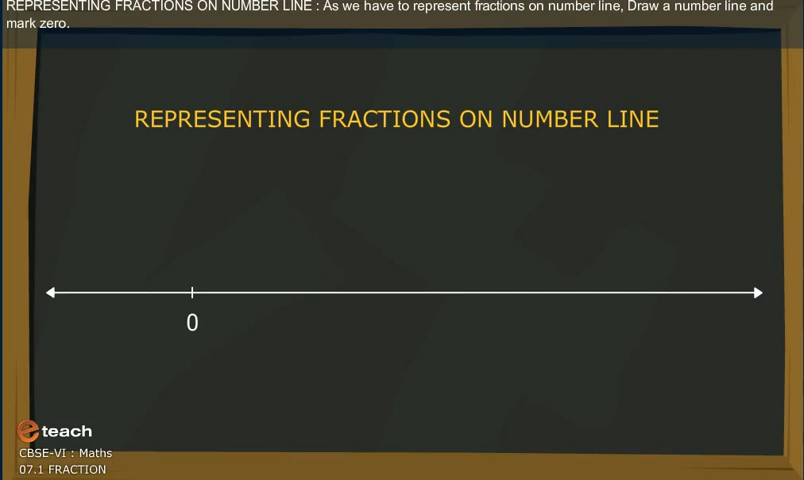 REPRESENTING FRACTIONS ON NUMBER LINE : As we have to represent fractions on number line, Draw a number line and
mark zero.
REPRESENTING FRACTIONS ON NUMBER LINE
0
e teach
CBSE-VI : Maths
07.1 FRACTION